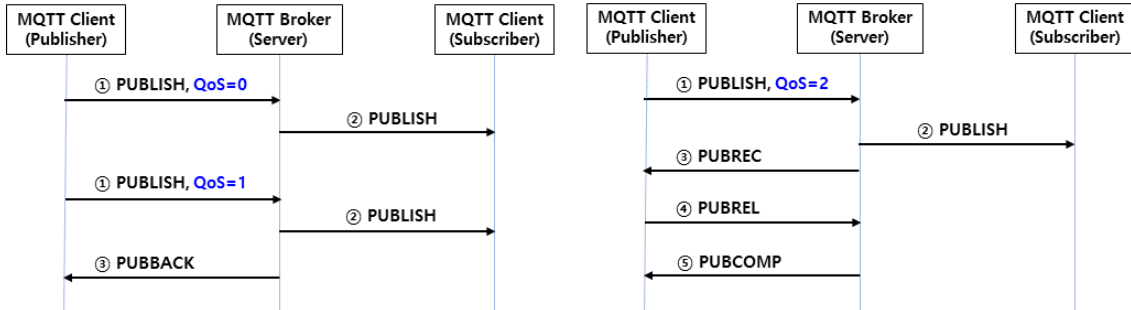 MQTT Client
(Publisher)
MQTT Broker
(Server)
MQTT Client
(Subscriber)
① PUBLISH, QoS=0
② PUBLISH
① PUBLISH, QoS=1
② PUBLISH
③ PUBBACK
MQTT Client
(Publisher)
MQTT Broker
(Server)
MQTT Client
(Subscriber)
① PUBLISH, QoS=2
② PUBLISH
③ PUBREC
④ PUBREL
⑤ PUBCOMP